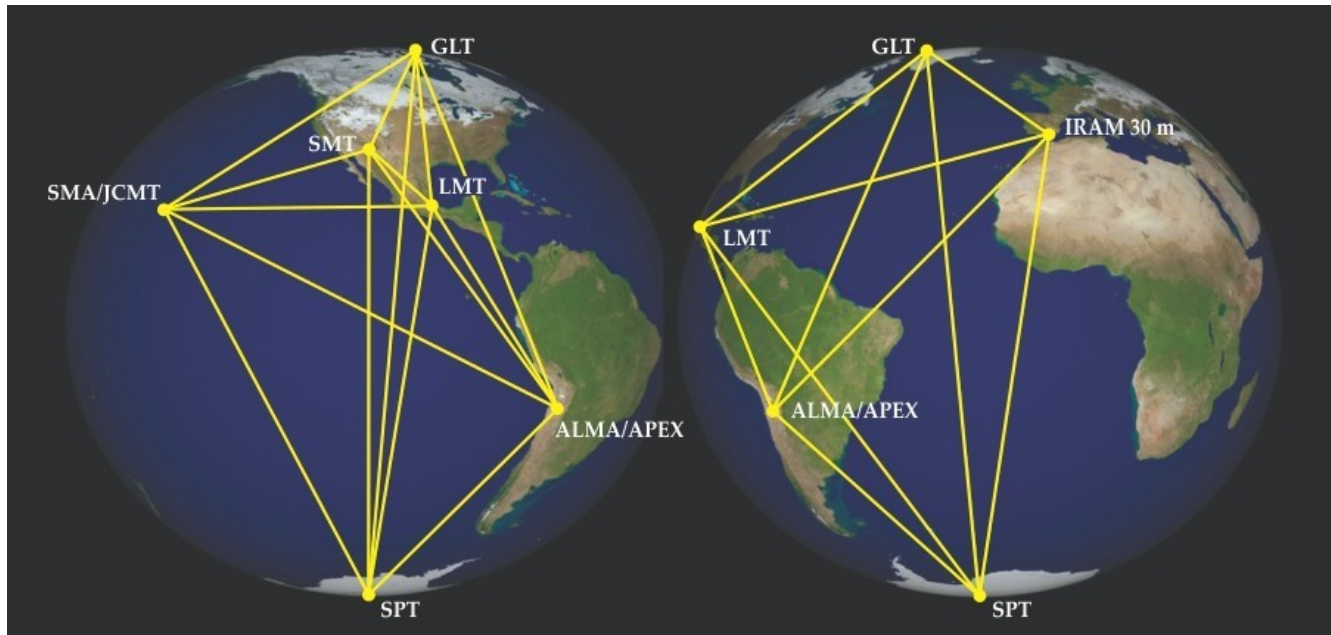 GLT
SMT
SMA/JCMT
LMT
ALMA/APEX
SPT
GLT
IRAM 30 m
LMT
ALMA/APEX
SPT